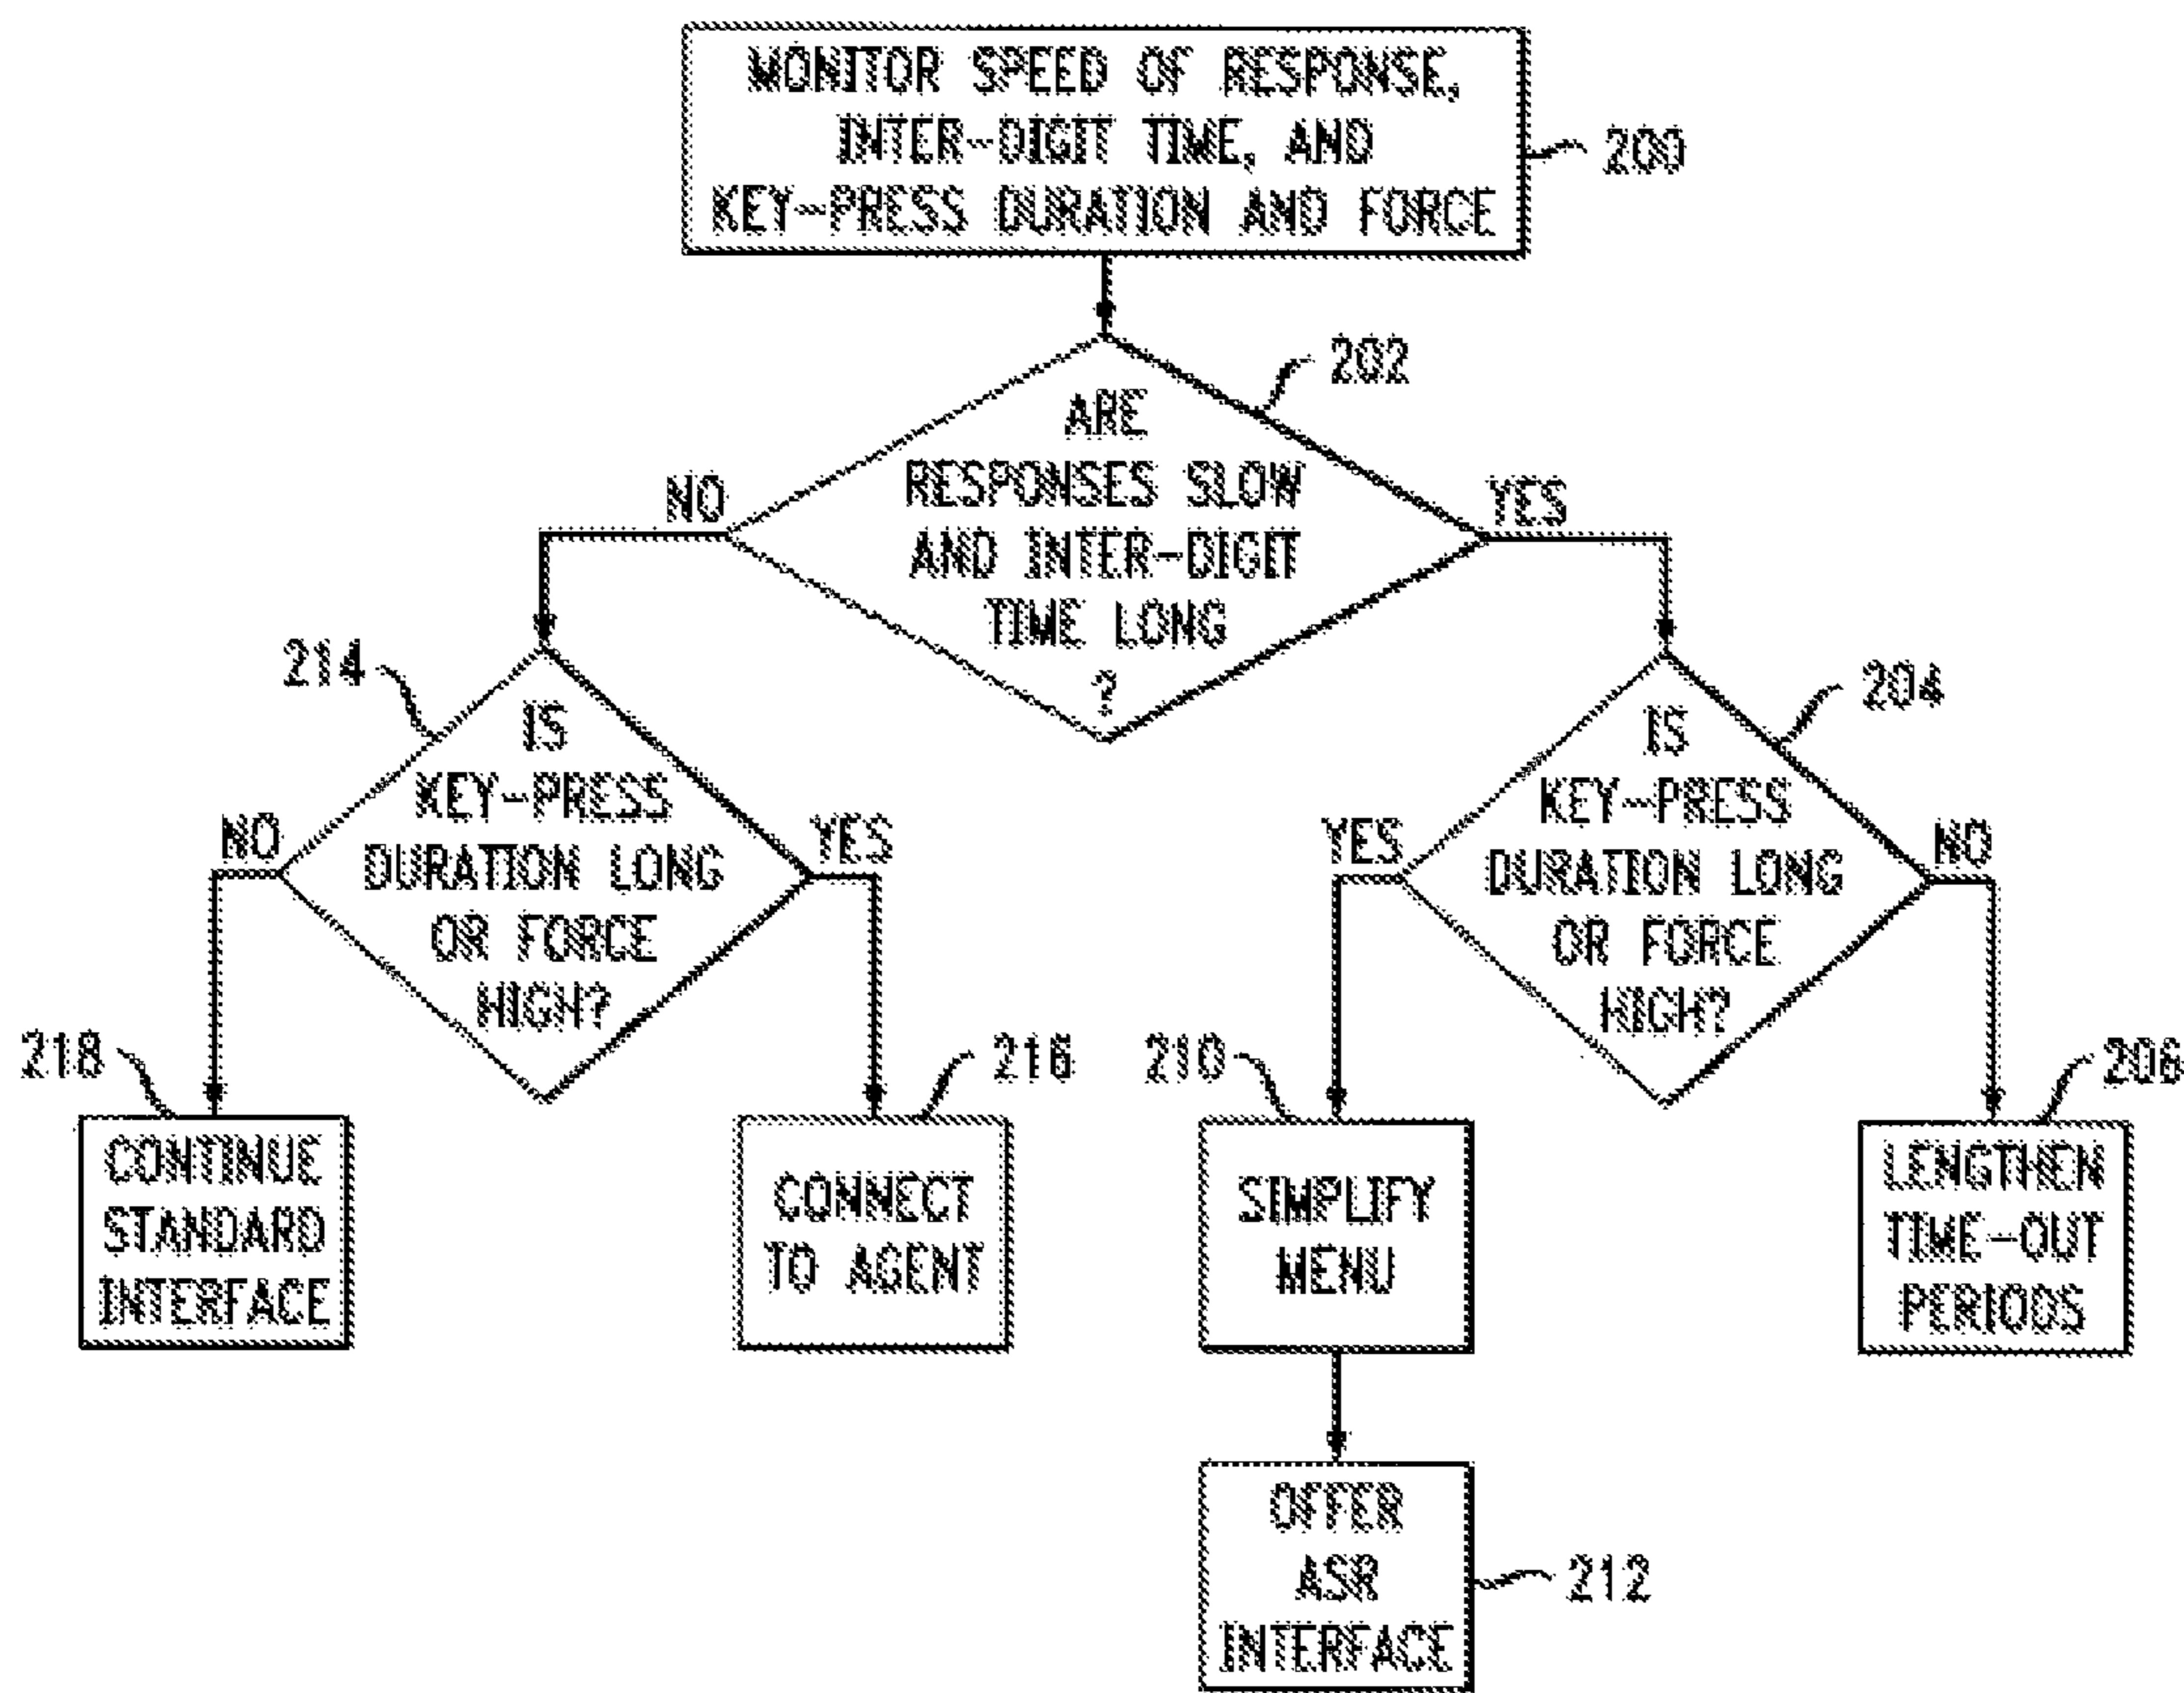 MONITOR SPEED OF RESPONSE,
INTER-DIGIT TIME, AND
KEY-PRESS DURATION AND FORCE
200
202
ARE
RESPONSES SLOW
AND INTER-DIGIT
TIME LONG
?
NO
YES
214
IS
KEY-PRESS
DURATION LONG
OR FORCE
HIGH?
NO
YES
204
IS
KEY-PRESS
DURATION LONG
OR FORCE
HIGH?
YES
NO
218
CONTINUE
STANDARD
INTERFACE
216
CONNECT
TO AGENT
210
SIMPLIFY
MENU
206
LENGTHEN
TIME-OUT
PERIODS
OFFER
ASR
INTERFACE
212